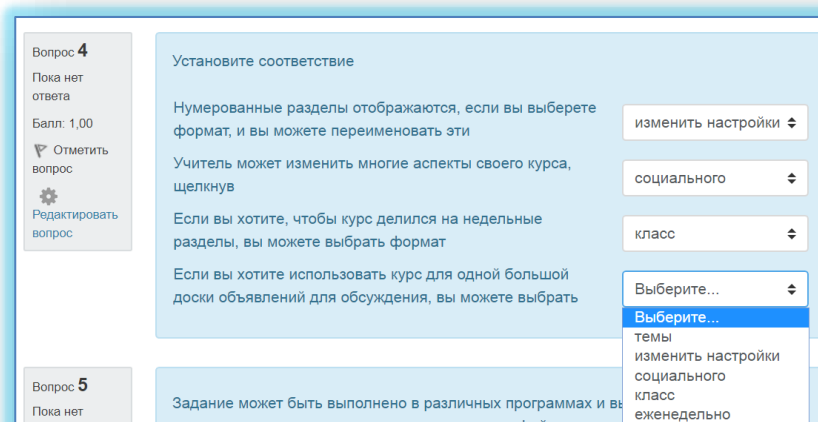 Вопрос 4
Пока нет
ответа
Балл: 1,00
Отметить
вопрос
Редактировать
вопрос
Установите соответствие
Нумерованные разделы отображаются, если вы выберете
формат, и вы можете переименовать эти
изменить настройки
Учитель может изменить многие аспекты своего курса,
щелкнув
социального
Если вы хотите, чтобы курс делился на недельные
разделы, вы можете выбрать формат
класс
Если вы хотите использовать курс для одной большой
доски объявлений для обсуждения, вы можете выбрать
Выберите...
Выберите...
темы
изменить настройки
социального
класс
еженедельно
Вопрос 5
Пока нет
Задание может быть выполнено в различных программах и